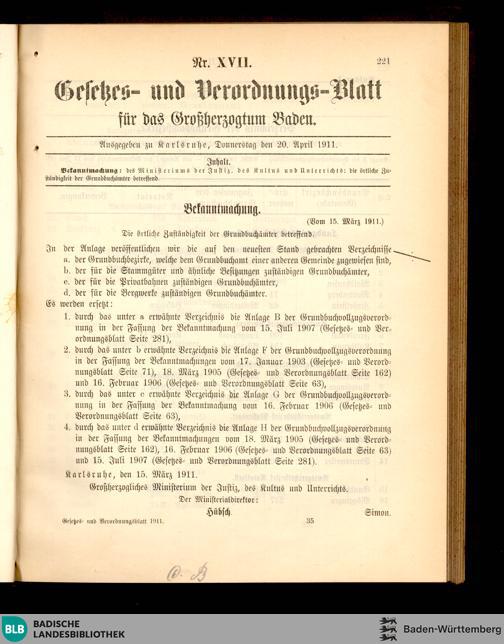 Nr. XVII. 221
Gesetzes- und Verordnungs-Blatt
für das Großherzogtum Baden.
Ausgegeben zu Karlsruhe, Donnerstag den 20. April 1911.
Inhalt.
Bekanntmachung: des Ministeriums der Justiz, des Kultus und Unterrichts: die örtliche Zu-
ständigkeit der Grundbuchämter betreffend.
Bekanntmachung.
(Vom 15. März 1911.)
Die örtliche Zuständigkeit der Grundbuchämter betreffend.
In der Anlage veröffentlichen wir die auf den neuesten Stand gebrachten Verzeichnisse
a. der Grundbuchbezirke, welche dem Grundbuchamt einer anderen Gemeinde zugewiesen sind,
b. der für die Stammgüter und ähnliche Besitzungen zuständigen Grundbuchämter,
c. der für die Privatbahnen zuständigen Grundbuchämter,
d. der für die Bergwerke zuständigen Grundbuchämter.
Es werden ersetzt:
1. durch das unter a erwähnte Verzeichnis die Anlage B der Grundbuchvollzugsverord-
nung in der Fassung der Bekanntmachung vom 15. Juli 1907 (Gesetzes- und Ver-
ordnungsblatt Seite 281),
2. durch das unter b erwähnte Verzeichnis die Anlage F der Grundbuchvollzugsverordnung
in der Fassung der Bekanntmachungen vom 17. Januar 1903 (Gesetzes- und Verord-
nungsblatt Seite 71), 18. März 1905 (Gesetzes- und Verordnungsblatt Seite 162)
und 16. Februar 1906 (Gesetzes- und Verordnungsblatt Seite 63),
3. durch das unter c erwähnte Verzeichnis die Anlage G der Grundbuchvollzugsverord-
nung in der Fassung der Bekanntmachung vom 16. Februar 1906 (Gesetzes- und
Verordnungsblatt Seite 63),
4. durch das unter d erwähnte Verzeichnis die Anlage H der Grundbuchvollzugsverordnung
in der Fassung der Bekanntmachungen vom 18. März 1905 (Gesetzes- und Verord-
nungsblatt Seite 162), 16. Februar 1906 (Gesetzes- und Verordnungsblatt Seite 63)
und 15. Juli 1907 (Gesetzes- und Verordnungsblatt Seite 281).
Karlsruhe, den 15. März 1911.
Großherzogliches Ministerium der Justiz, des Kultus und Unterrichts.
Der Ministerialdirektor:
Hübsch. Simon.
Gesetzes- und Verordnungsblatt 1911. 35
BLB BADISCHE
LANDESBIBLIOTHEK
Baden-Württemberg